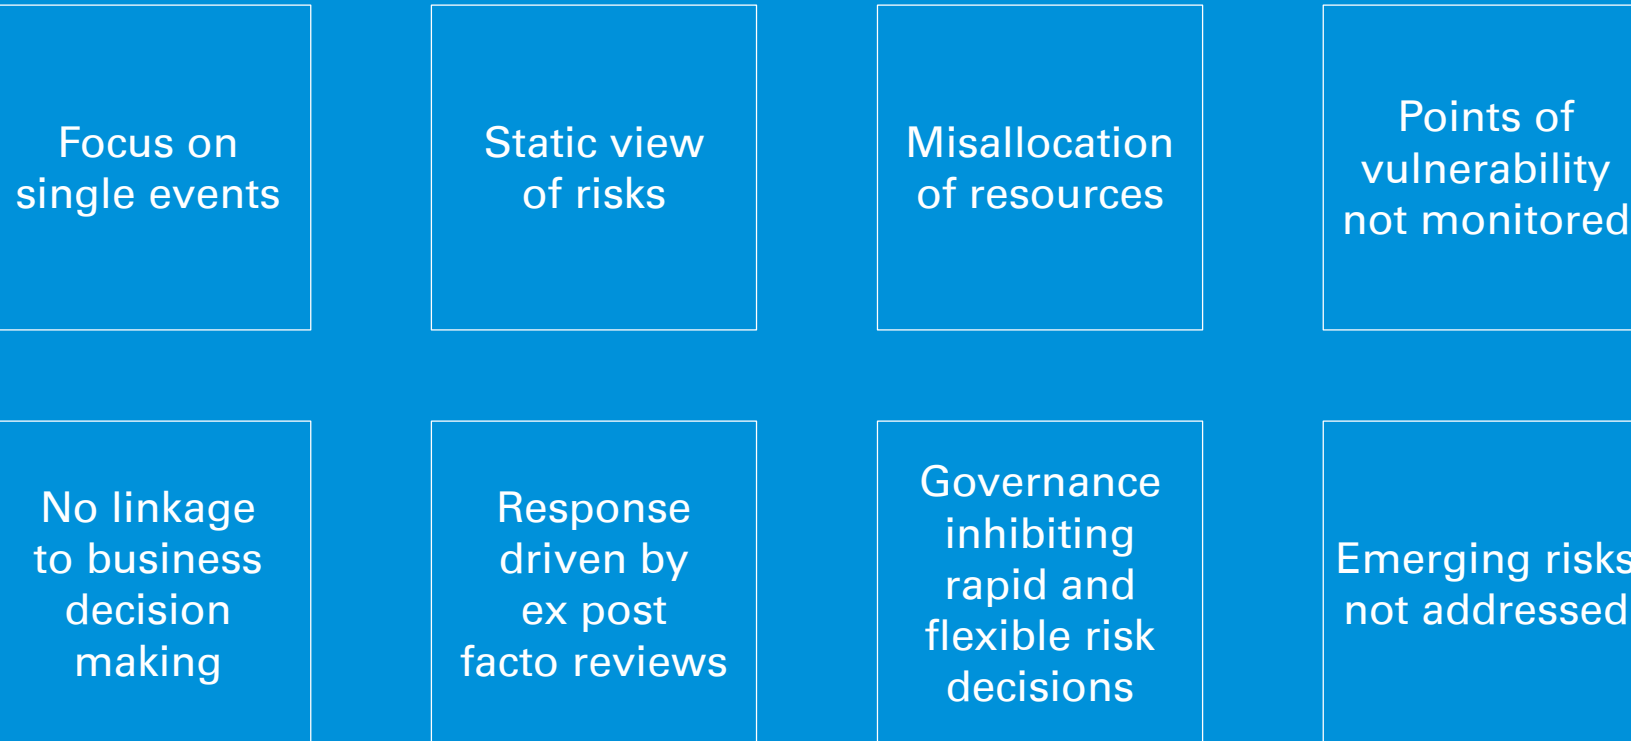 Focus on
single events
Static view
of risks
Misallocation
of resources
Points of
vulnerability
not monitored
No linkage
to business
decision
making
Response
driven by
ex post
facto reviews
Governance
inhibiting
rapid and
flexible risk
decisions
Emerging risks
not addressed